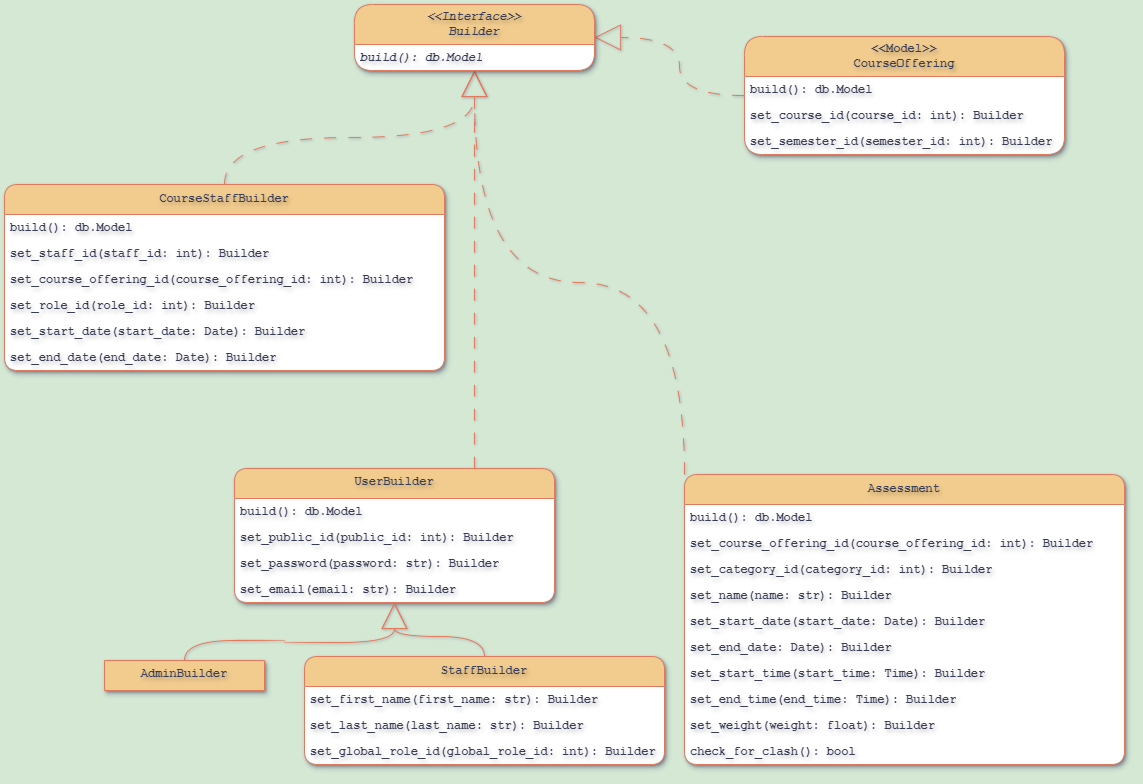 <<Interface>>
Builder
build(): db.Model
<<Model>>
CourseOffering
build(): db.Model
set_course_id(course_id: int): Builder
set_semester_id(semester_id: int): Builder
CourseStaffBuilder
build(): db.Model
set_staff_id(staff_id: int): Builder
set_course_offering_id(course_offering_id: int): Builder
set_role_id(role_id: int): Builder
set_start_date(start_date: Date): Builder
set_end_date(end_date: Date): Builder
UserBuilder
build(): db.Model
set_public_id(public_id: int): Builder
set_password(password: str): Builder
set_email(email: str): Builder
AdminBuilder
StaffBuilder
set_first_name(first_name: str): Builder
set_last_name(last_name: str): Builder
set_global_role_id(global_role_id: int): Builder
Assessment
build(): db.Model
set_course_offering_id(course_offering_id: int): Builder
set_category_id(category_id: int): Builder
set_name(name: str): Builder
set_start_date(start_date: Date): Builder
set_end_date: Date): Builder
set_start_time(start_time: Time): Builder
set_end_time(end_time: Time): Builder
set_weight(weight: float): Builder
check_for_clash(): bool